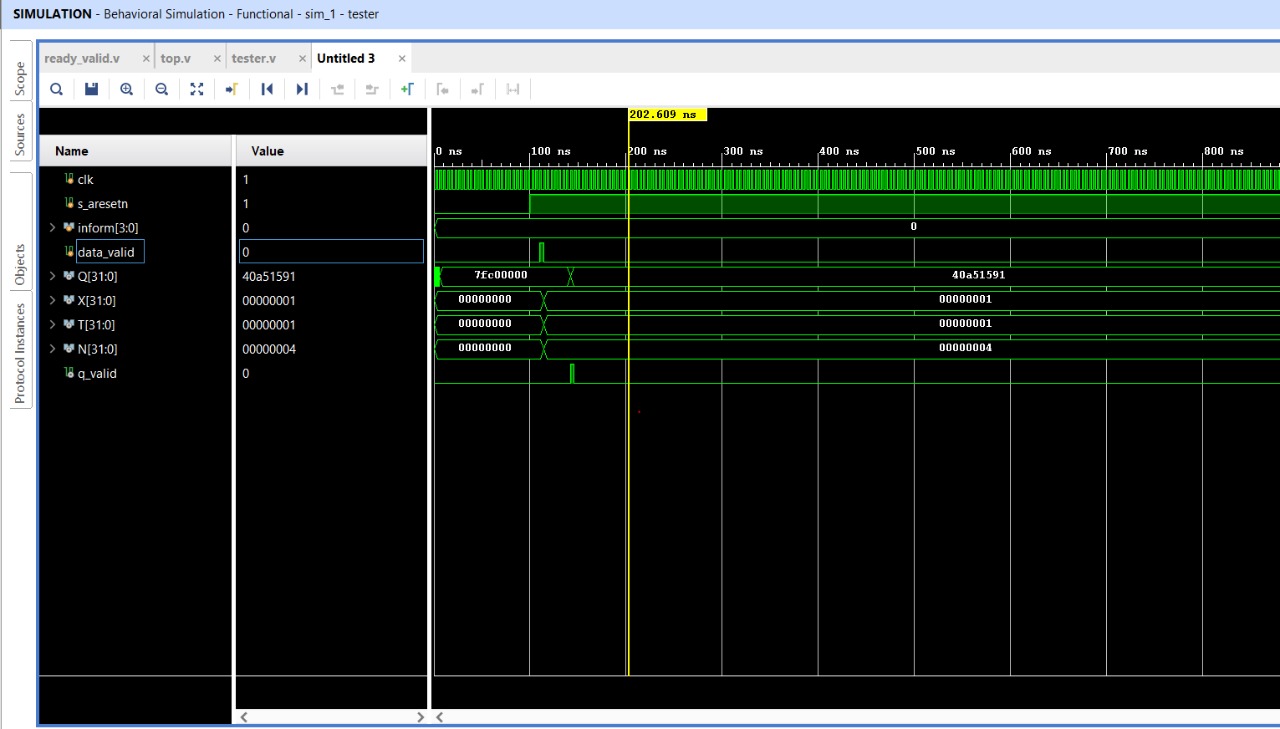 SIMULATION - Behavioral Simulation - Functional - sim_1 - tester
Scope
Sources
Objects
Protocol Instances
ready_valid.v × top.v × tester.v × Untitled 3 ×
202.609 ns
Name Value
0 ns 100 ns 200 ns 300 ns 400 ns 500 ns 600 ns 700 ns 800 ns
clk 1
s_aresetn 1
inform[3:0] 0 0
data_valid 0
Q[31:0] 40a51591 7fc00000 40a51591
X[31:0] 00000001 00000000 00000001
T[31:0] 00000001 00000000 00000001
N[31:0] 00000004 00000000 00000004
q_valid 0